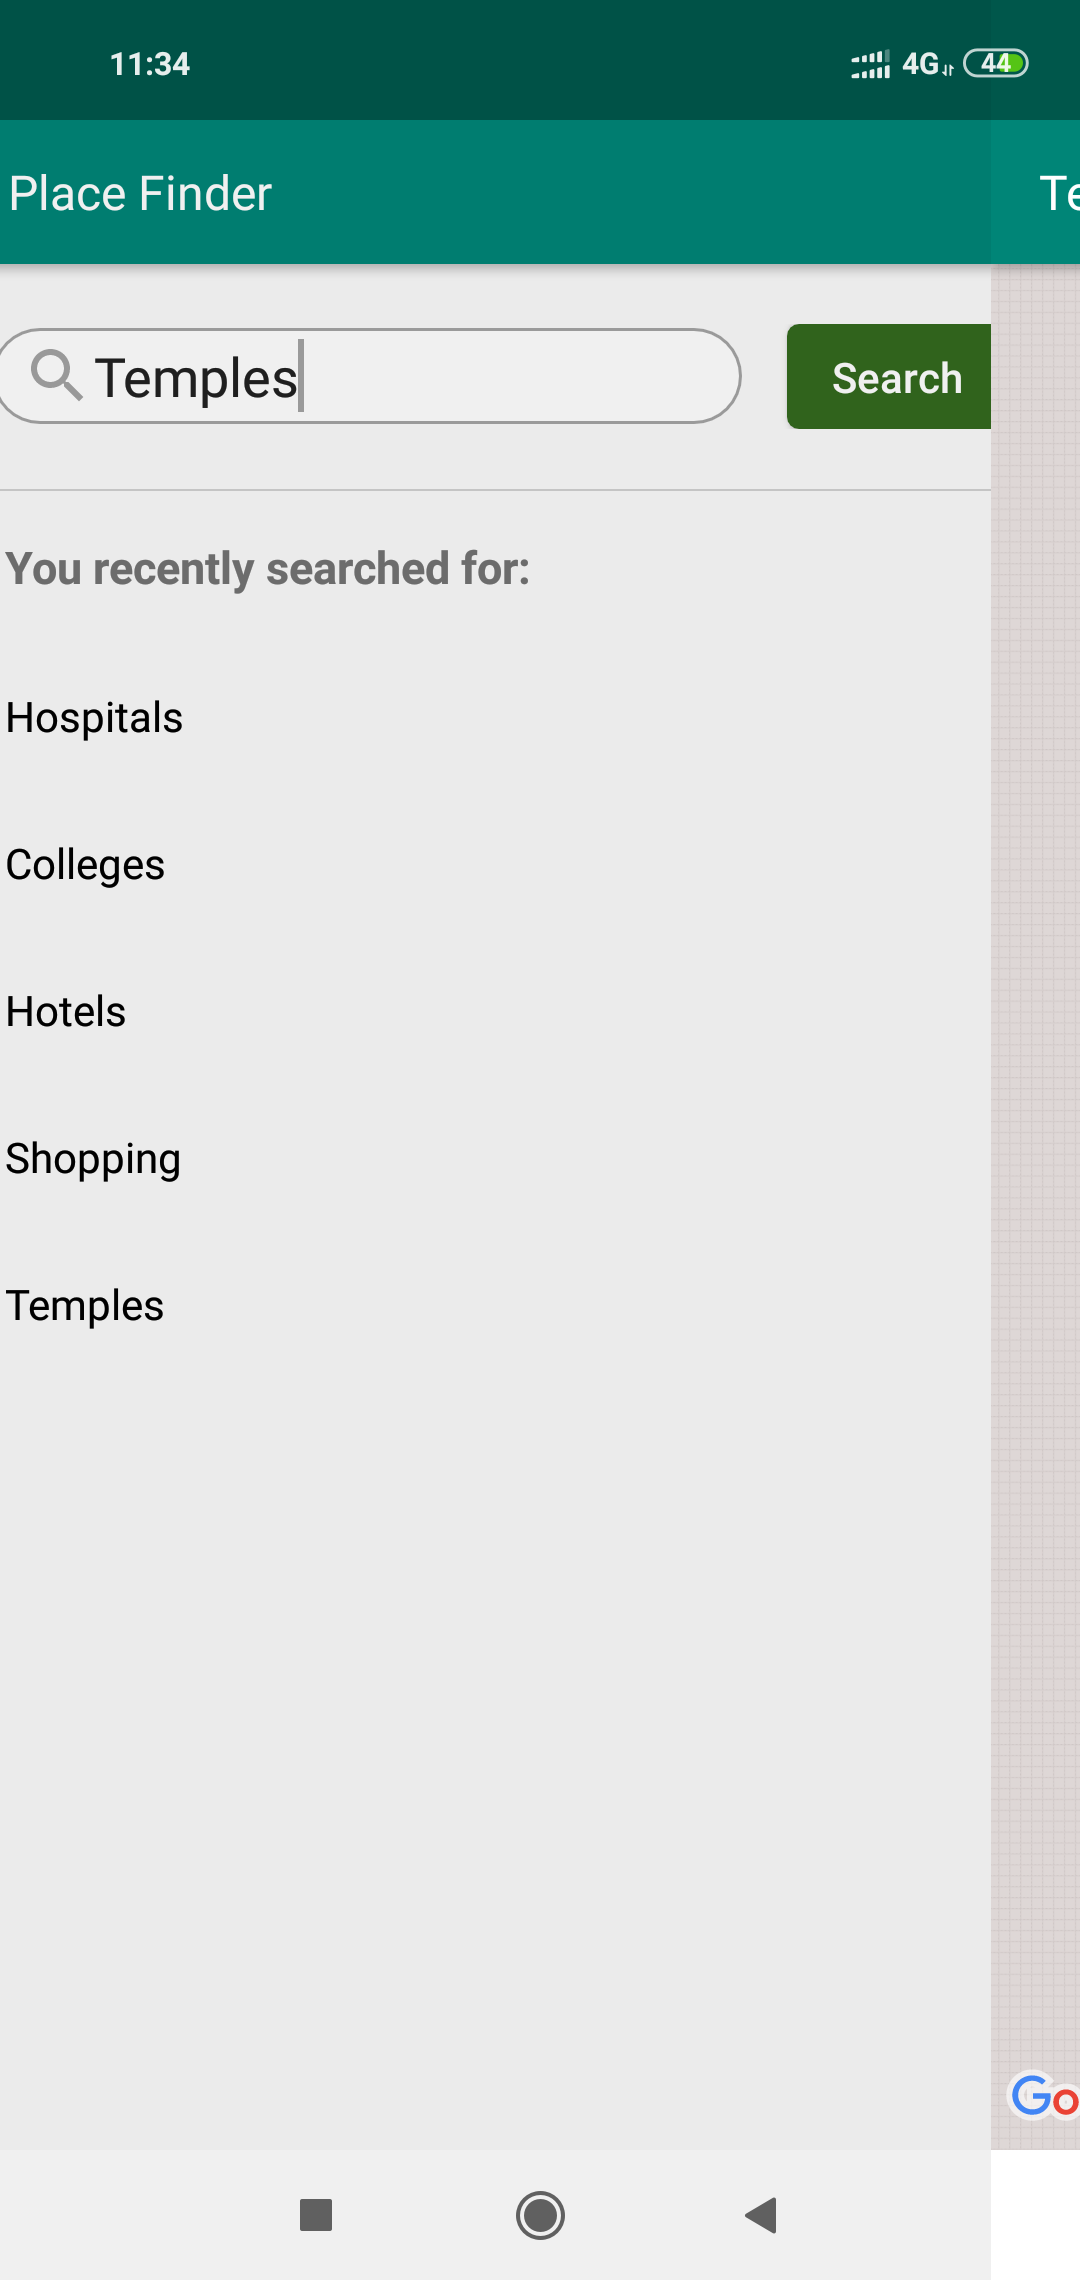 11:34 4G 44
Place Finder Te
Temples Search
You recently searched for:
Hospitals
Colleges
Hotels
Shopping
Temples
Go